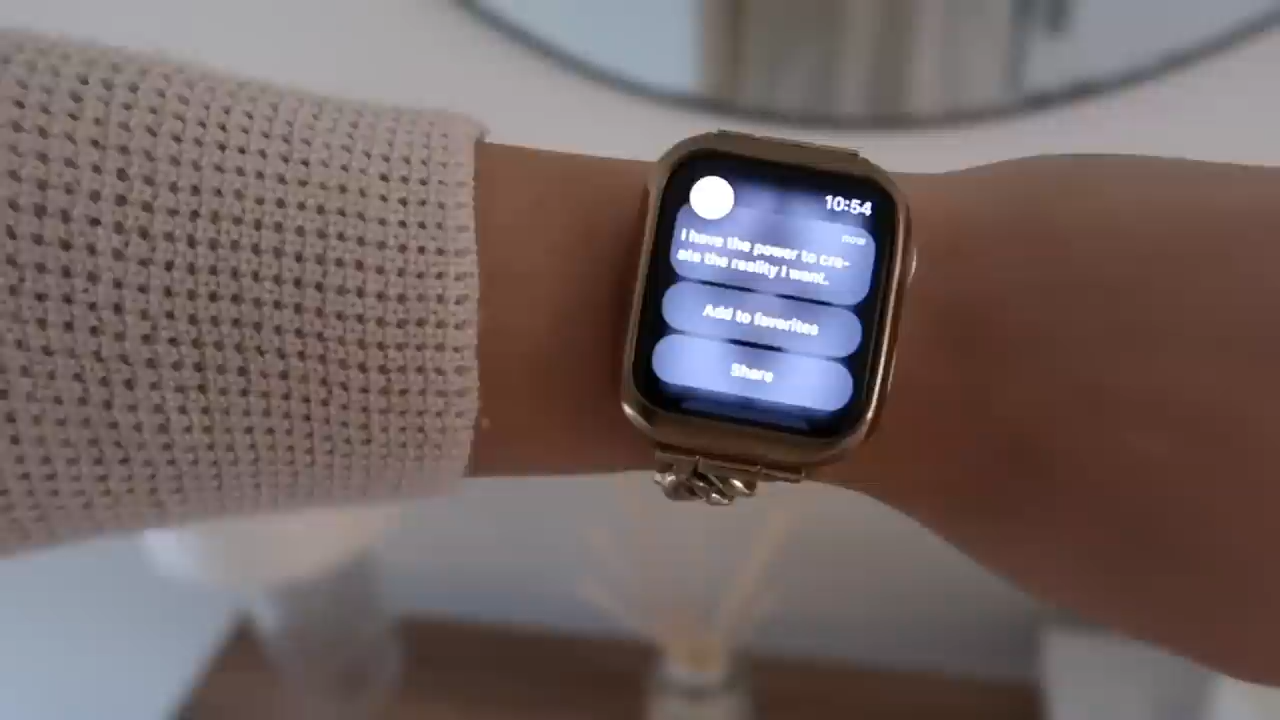 10:54
now
I have the power to cre-
ate the reality I want.
Add to favorites
Share